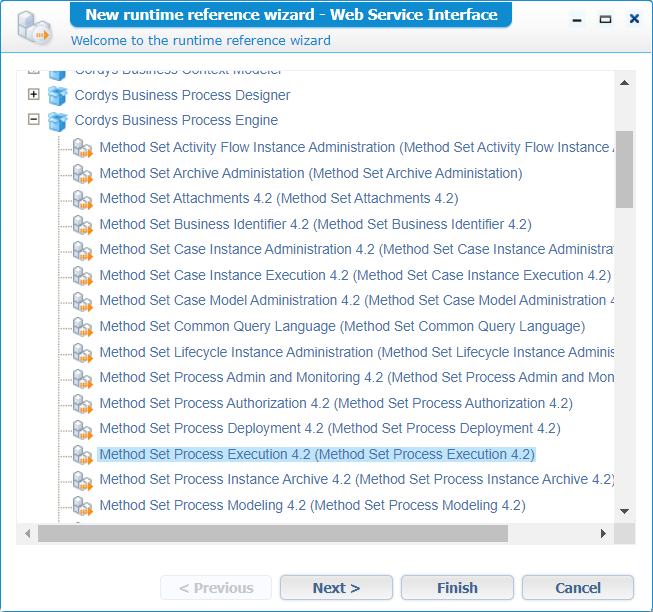 New runtime reference wizard - Web Service Interface
Welcome to the runtime reference wizard
Cordys Business Context Modeler
Cordys Business Process Designer
Cordys Business Process Engine
Method Set Activity Flow Instance Administration (Method Set Activity Flow Instance
Method Set Archive Administation (Method Set Archive Administation)
Method Set Attachments 4.2 (Method Set Attachments 4.2)
Method Set Business Identifier 4.2 (Method Set Business Identifier 4.2)
Method Set Case Instance Administration 4.2 (Method Set Case Instance Administra
Method Set Case Instance Execution 4.2 (Method Set Case Instance Execution 4.2)
Method Set Case Model Administration 4.2 (Method Set Case Model Administration 4
Method Set Common Query Language (Method Set Common Query Language)
Method Set Lifecycle Instance Administration (Method Set Lifecycle Instance Adminis
Method Set Process Admin and Monitoring 4.2 (Method Set Process Admin and Mon
Method Set Process Authorization 4.2 (Method Set Process Authorization 4.2)
Method Set Process Deployment 4.2 (Method Set Process Deployment 4.2)
Method Set Process Execution 4.2 (Method Set Process Execution 4.2)
Method Set Process Instance Archive 4.2 (Method Set Process Instance Archive 4.2)
Method Set Process Modeling 4.2 (Method Set Process Modeling 4.2)
< Previous Next > Finish Cancel